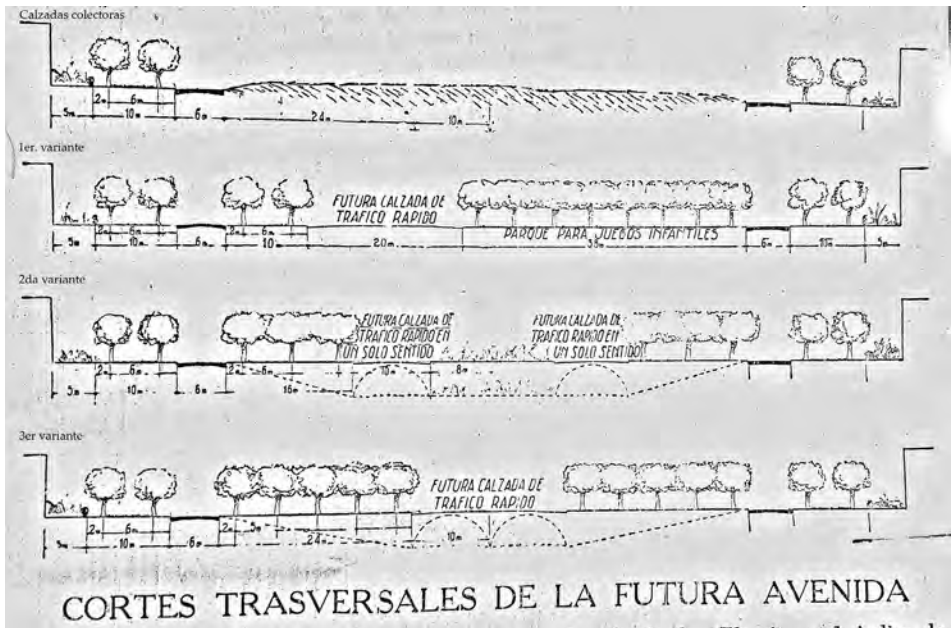 Calzadas colectoras
2m 6m
5m 10m 6m 24m 10m
1er. variante
FUTURA CALZADA DE
TRAFICO RAPIDO
PARQUE PARA JUEGOS INFANTILES
2m 6m 2m 6m
5m 10m 6m 10m 20m 6m 5m
2da variante
FUTURA CALZADA DE
TRAFICO RAPIDO EN
UN SOLO SENTIDO
FUTURA CALZADA DE
TRAFICO RAPIDO EN
UN SOLO SENTIDO
2m 6m 2m 6m 8m
5m 10m 6m 16m
3er variante
FUTURA CALZADA DE
TRAFICO RAPIDO
2m 6m 2m 5m
5m 10m 6m 24m 10m
CORTES TRASVERSALES DE LA FUTURA AVENIDA